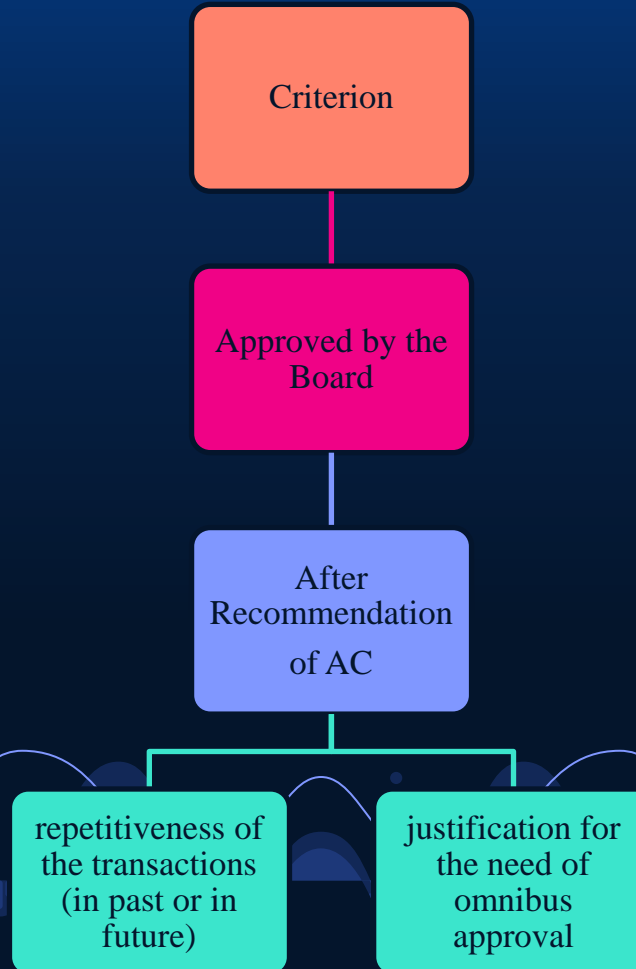 Criterion
Approved by the
Board
After
Recommendation
of AC
repetitiveness of
the transactions
(in past or in
future)
justification for
the need of
omnibus
approval